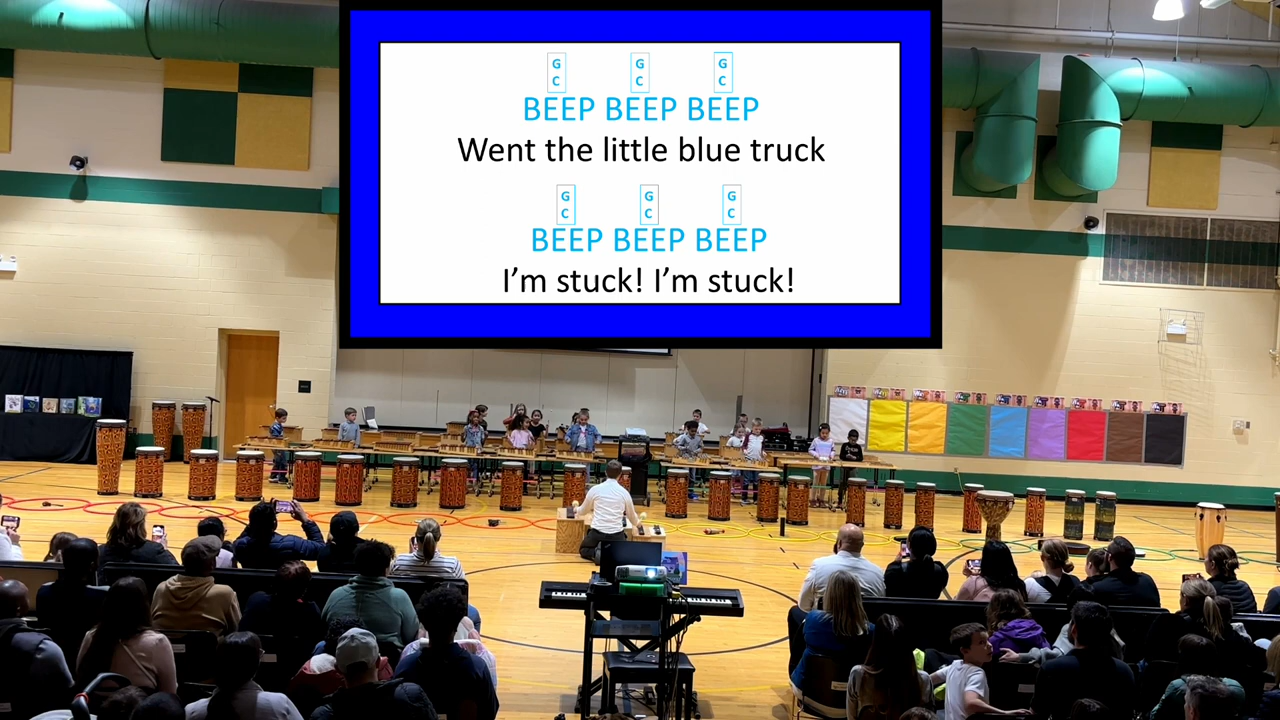 G G G
C C C
BEEP BEEP BEEP
Went the little blue truck
G G G
C C C
BEEP BEEP BEEP
I’m stuck! I’m stuck!